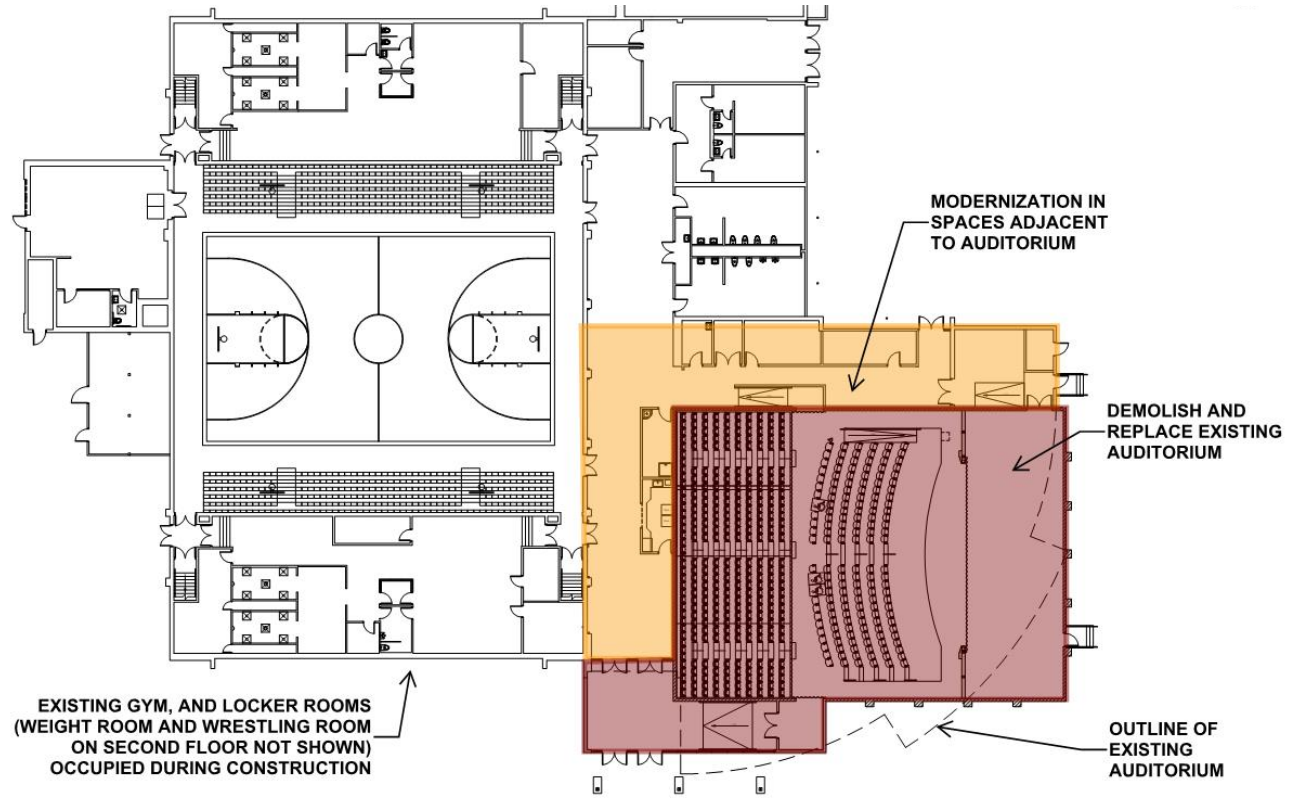 MODERNIZATION IN
SPACES ADJACENT
TO AUDITORIUM
DEMOLISH AND
REPLACE EXISTING
AUDITORIUM
EXISTING GYM, AND LOCKER ROOMS
(WEIGHT ROOM AND WRESTLING ROOM
ON SECOND FLOOR NOT SHOWN)
OCCUPIED DURING CONSTRUCTION
OUTLINE OF
EXISTING
AUDITORIUM